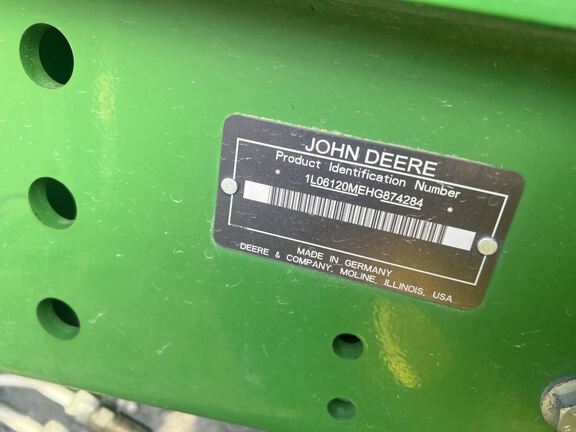 JOHN DEERE
Product Identification Number
* 1L06120MEHG874284 *
MADE IN GERMANY
DEERE & COMPANY, MOLINE, ILLINOIS, USA